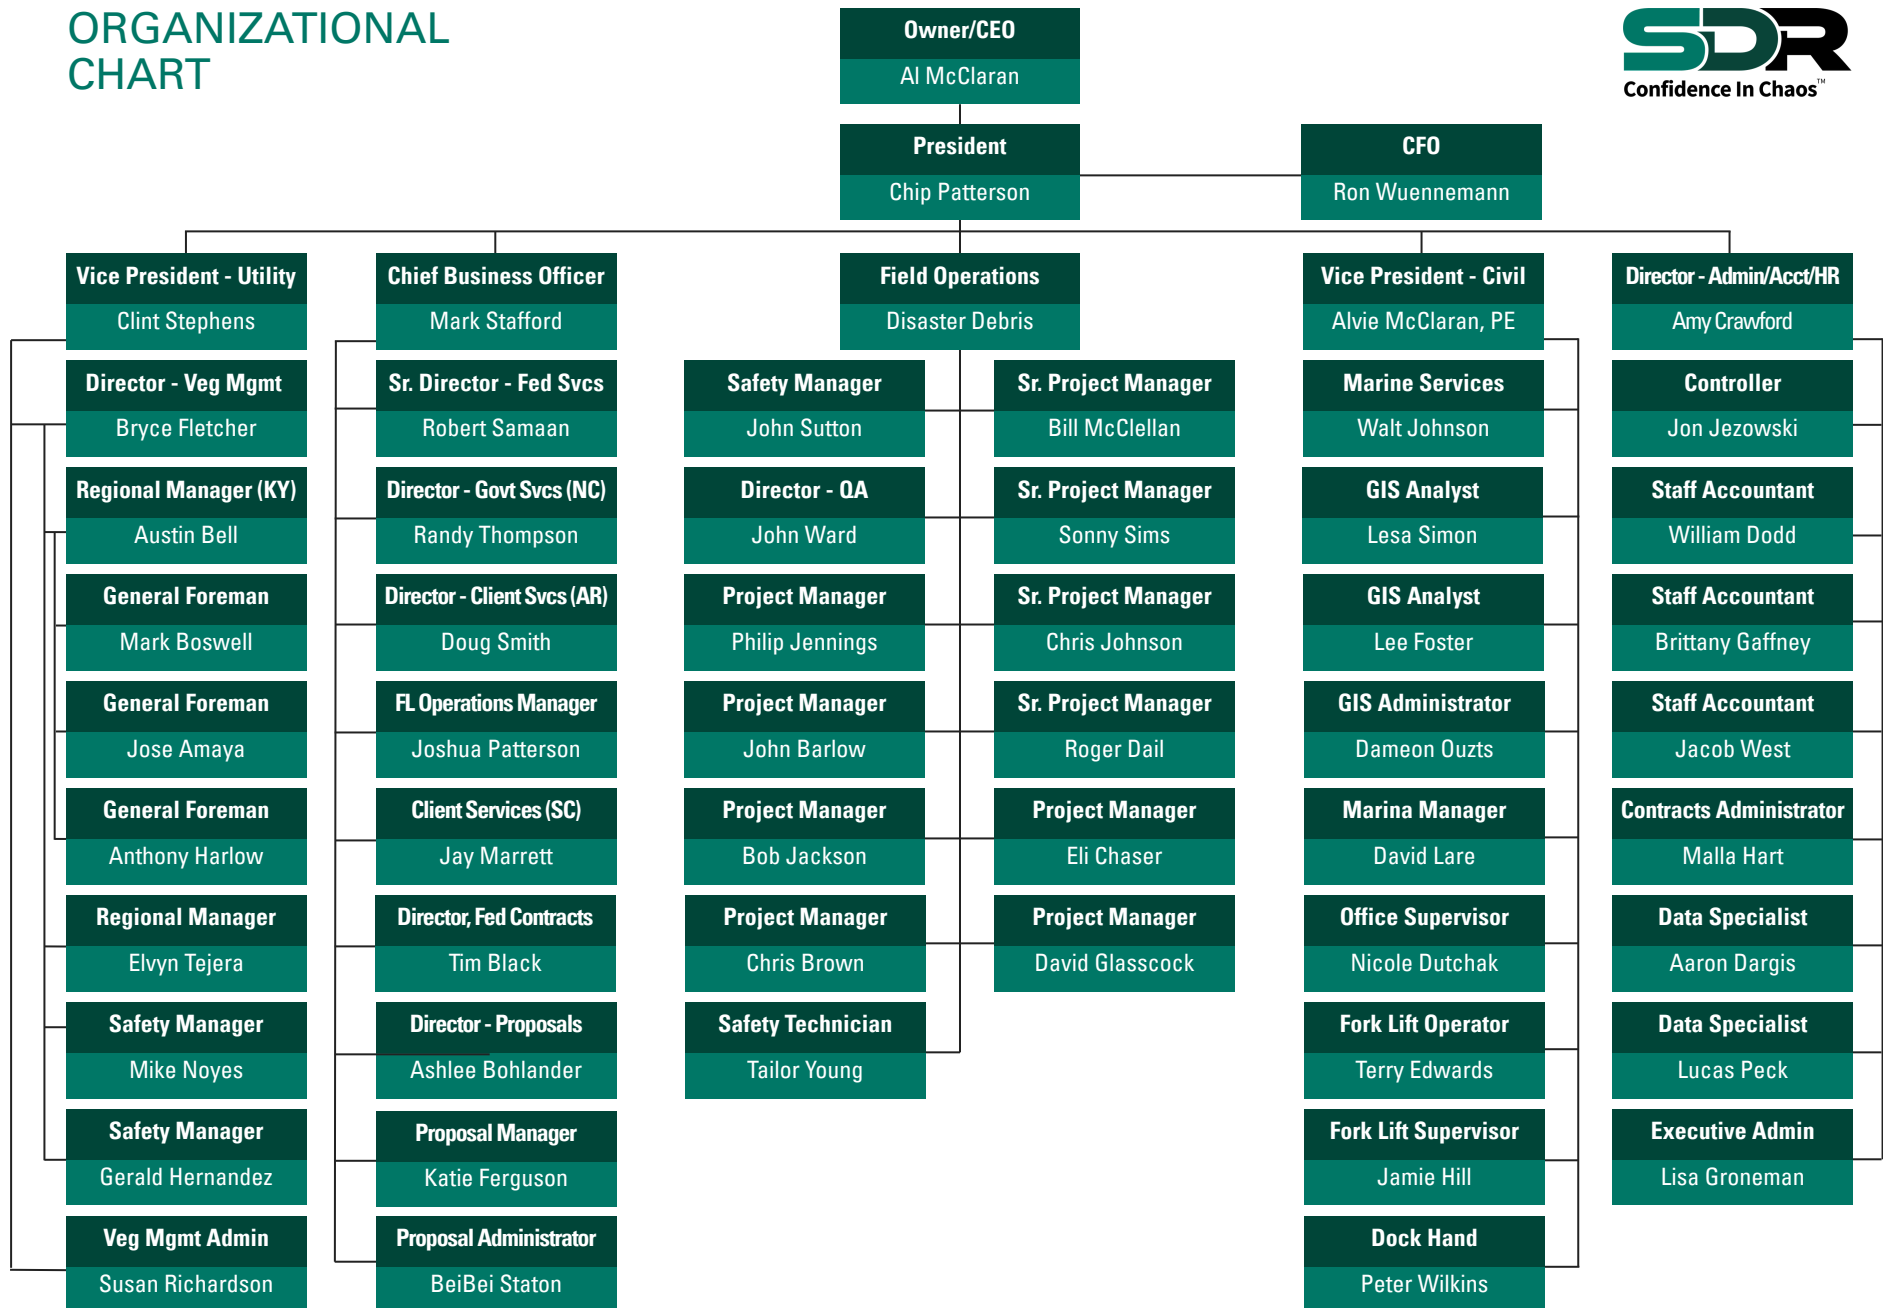 ORGANIZATIONAL
CHART
SDR
Confidence In Chaos™
Owner/CEO
Al McClaran
President
Chip Patterson
CFO
Ron Wuennemann
Vice President - Utility
Clint Stephens
Director - Veg Mgmt
Bryce Fletcher
Regional Manager (KY)
Austin Bell
General Foreman
Mark Boswell
General Foreman
Jose Amaya
General Foreman
Anthony Harlow
Regional Manager
Elvyn Tejera
Safety Manager
Mike Noyes
Safety Manager
Gerald Hernandez
Veg Mgmt Admin
Susan Richardson
Chief Business Officer
Mark Stafford
Sr. Director - Fed Svcs
Robert Samaan
Director - Govt Svcs (NC)
Randy Thompson
Director - Client Svcs (AR)
Doug Smith
FL Operations Manager
Joshua Patterson
Client Services (SC)
Jay Marrett
Director, Fed Contracts
Tim Black
Director - Proposals
Ashlee Bohlander
Proposal Manager
Katie Ferguson
Proposal Administrator
BeiBei Staton
Field Operations
Disaster Debris
Safety Manager
John Sutton
Director - QA
John Ward
Project Manager
Philip Jennings
Project Manager
John Barlow
Project Manager
Bob Jackson
Project Manager
Chris Brown
Safety Technician
Tailor Young
Sr. Project Manager
Bill McClellan
Sr. Project Manager
Sonny Sims
Sr. Project Manager
Chris Johnson
Sr. Project Manager
Roger Dail
Project Manager
Eli Chaser
Project Manager
David Glasscock
Vice President - Civil
Alvie McClaran, PE
Marine Services
Walt Johnson
GIS Analyst
Lesa Simon
GIS Analyst
Lee Foster
GIS Administrator
Dameon Ouzts
Marina Manager
David Lare
Office Supervisor
Nicole Dutchak
Fork Lift Operator
Terry Edwards
Fork Lift Supervisor
Jamie Hill
Dock Hand
Peter Wilkins
Director - Admin/Acct/HR
Amy Crawford
Controller
Jon Jezowski
Staff Accountant
William Dodd
Staff Accountant
Brittany Gaffney
Staff Accountant
Jacob West
Contracts Administrator
Malla Hart
Data Specialist
Aaron Dargis
Data Specialist
Lucas Peck
Executive Admin
Lisa Groneman